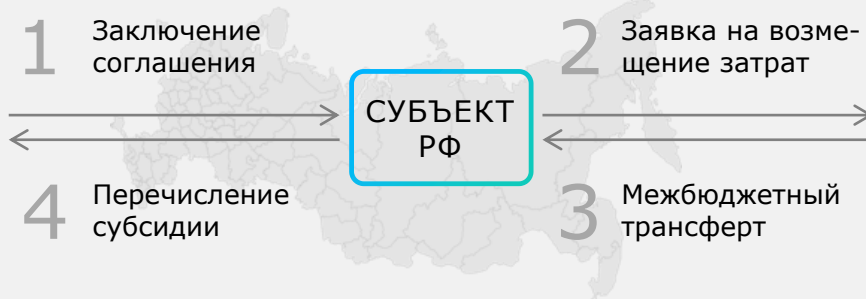 1 Заключение
соглашения
2 Заявка на возме-
щение затрат
СУБЪЕКТ
РФ
4 Перечисление
субсидии
3 Межбюджетный
трансферт